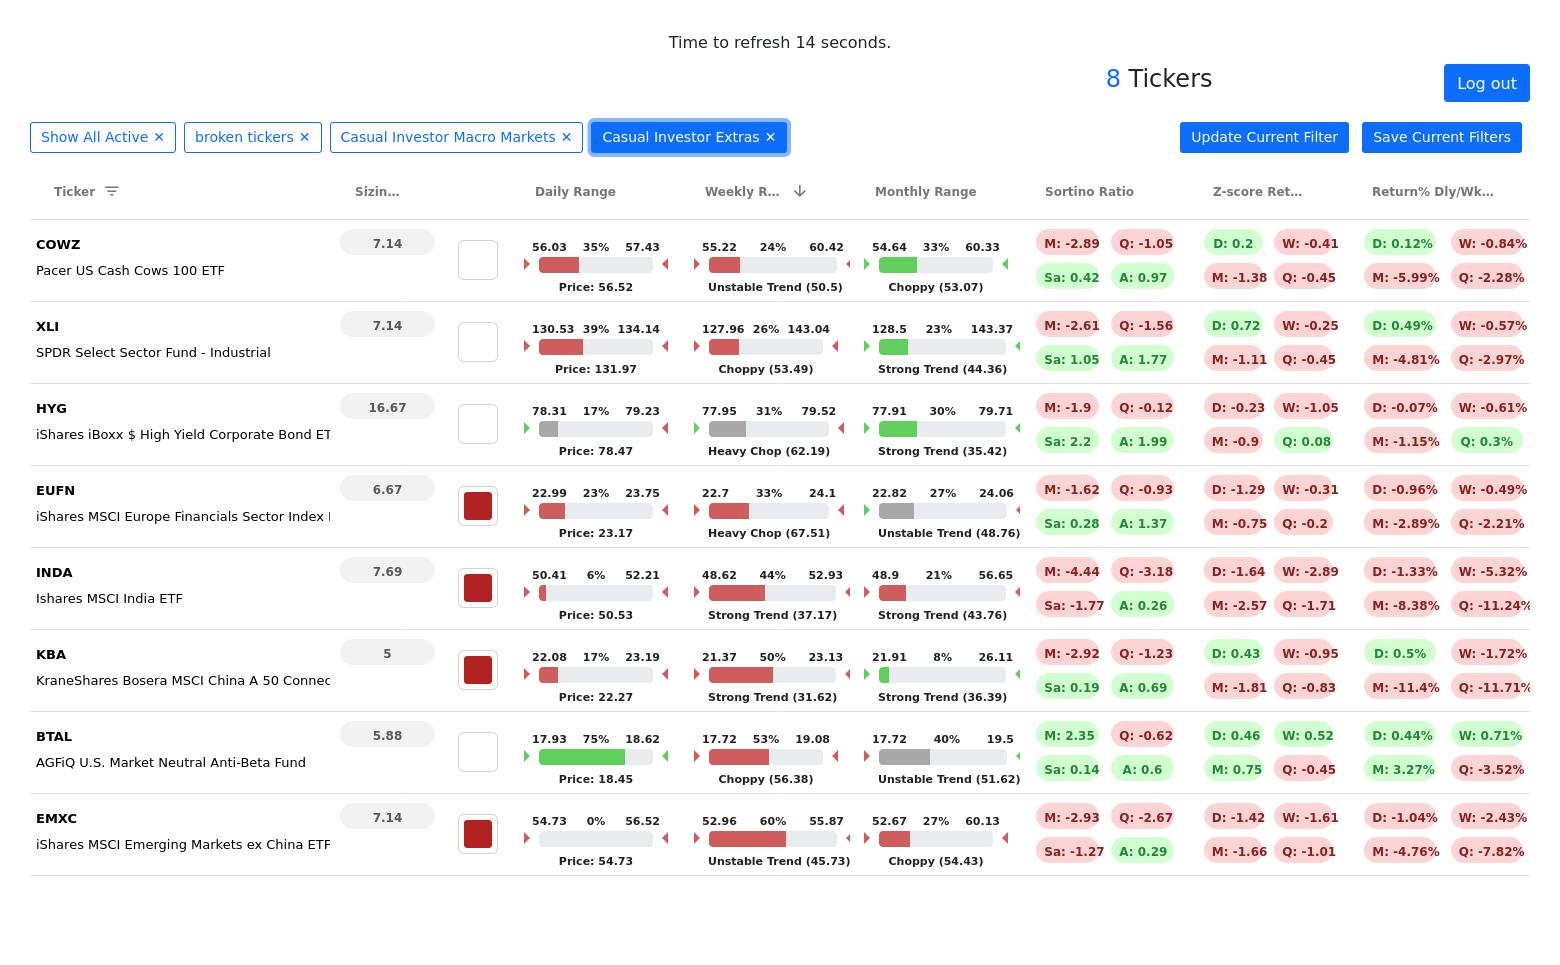 Time to refresh 14 seconds.
8 Tickers
Log out
Show All Active ✕ broken tickers ✕ Casual Investor Macro Markets ✕ Casual Investor Extras ✕ Update Current Filter Save Current Filters
Ticker Sizin… Daily Range Weekly R… Monthly Range Sortino Ratio Z-score Ret… Return% Dly/Wk…
COWZ 7.14 56.03 35% 57.43 55.22 24% 60.42 54.64 33% 60.33 M: -2.89 Q: -1.05 D: 0.2 W: -0.41 D: 0.12% W: -0.84%
Pacer US Cash Cows 100 ETF Price: 56.52 Unstable Trend (50.5) Choppy (53.07) Sa: 0.42 A: 0.97 M: -1.38 Q: -0.45 M: -5.99% Q: -2.28%
XLI 7.14 130.53 39% 134.14 127.96 26% 143.04 128.5 23% 143.37 M: -2.61 Q: -1.56 D: 0.72 W: -0.25 D: 0.49% W: -0.57%
SPDR Select Sector Fund - Industrial Price: 131.97 Choppy (53.49) Strong Trend (44.36) Sa: 1.05 A: 1.77 M: -1.11 Q: -0.45 M: -4.81% Q: -2.97%
HYG 16.67 78.31 17% 79.23 77.95 31% 79.52 77.91 30% 79.71 M: -1.9 Q: -0.12 D: -0.23 W: -1.05 D: -0.07% W: -0.61%
iShares iBoxx $ High Yield Corporate Bond ET Price: 78.47 Heavy Chop (62.19) Strong Trend (35.42) Sa: 2.2 A: 1.99 M: -0.9 Q: 0.08 M: -1.15% Q: 0.3%
EUFN 6.67 22.99 23% 23.75 22.7 33% 24.1 22.82 27% 24.06 M: -1.62 Q: -0.93 D: -1.29 W: -0.31 D: -0.96% W: -0.49%
iShares MSCI Europe Financials Sector Index Price: 23.17 Heavy Chop (67.51) Unstable Trend (48.76) Sa: 0.28 A: 1.37 M: -0.75 Q: -0.2 M: -2.89% Q: -2.21%
INDA 7.69 50.41 6% 52.21 48.62 44% 52.93 48.9 21% 56.65 M: -4.44 Q: -3.18 D: -1.64 W: -2.89 D: -1.33% W: -5.32%
Ishares MSCI India ETF Price: 50.53 Strong Trend (37.17) Strong Trend (43.76) Sa: -1.77 A: 0.26 M: -2.57 Q: -1.71 M: -8.38% Q: -11.24%
KBA 5 22.08 17% 23.19 21.37 50% 23.13 21.91 8% 26.11 M: -2.92 Q: -1.23 D: 0.43 W: -0.95 D: 0.5% W: -1.72%
KraneShares Bosera MSCI China A 50 Connec Price: 22.27 Strong Trend (31.62) Strong Trend (36.39) Sa: 0.19 A: 0.69 M: -1.81 Q: -0.83 M: -11.4% Q: -11.71%
BTAL 5.88 17.93 75% 18.62 17.72 53% 19.08 17.72 40% 19.5 M: 2.35 Q: -0.62 D: 0.46 W: 0.52 D: 0.44% W: 0.71%
AGFiQ U.S. Market Neutral Anti-Beta Fund Price: 18.45 Choppy (56.38) Unstable Trend (51.62) Sa: 0.14 A: 0.6 M: 0.75 Q: -0.45 M: 3.27% Q: -3.52%
EMXC 7.14 54.73 0% 56.52 52.96 60% 55.87 52.67 27% 60.13 M: -2.93 Q: -2.67 D: -1.42 W: -1.61 D: -1.04% W: -2.43%
iShares MSCI Emerging Markets ex China ETF Price: 54.73 Unstable Trend (45.73) Choppy (54.43) Sa: -1.27 A: 0.29 M: -1.66 Q: -1.01 M: -4.76% Q: -7.82%